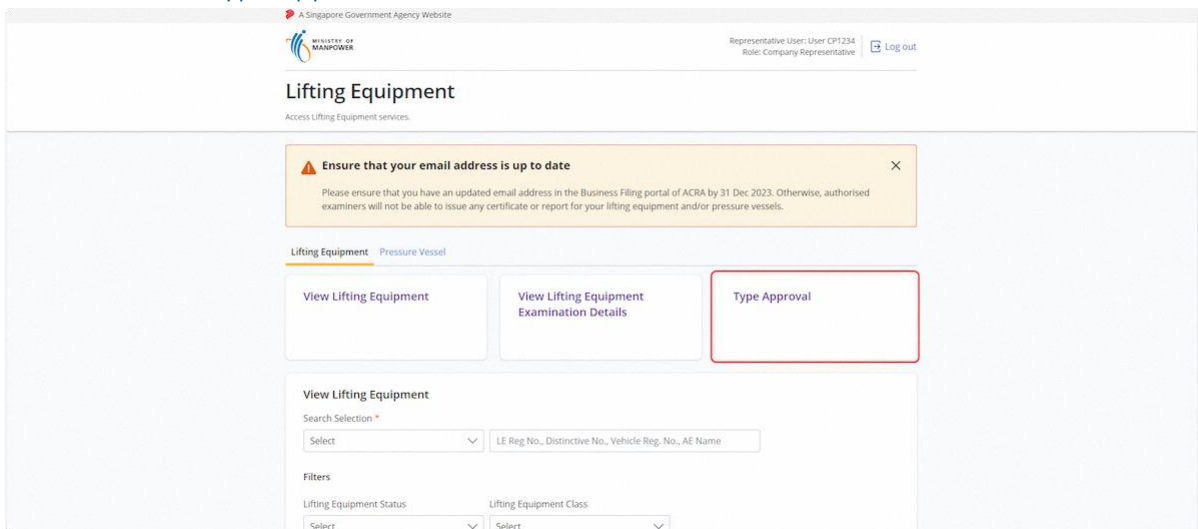 A Singapore Government Agency Website
MINISTRY OF
MANPOWER
Representative User: User CP1234
Role: Company Representative
Log out
Lifting Equipment
Access Lifting Equipment services.
Ensure that your email address is up to date
Please ensure that you have an updated email address in the Business Filing portal of ACRA by 31 Dec 2023. Otherwise, authorised
examiners will not be able to issue any certificate or report for your lifting equipment and/or pressure vessels.
Lifting Equipment Pressure Vessel
View Lifting Equipment
View Lifting Equipment
Examination Details
Type Approval
View Lifting Equipment
Search Selection *
Select
LE Reg No., Distinctive No., Vehicle Reg. No., AE Name
Filters
Lifting Equipment Status
Lifting Equipment Class
Select
Select